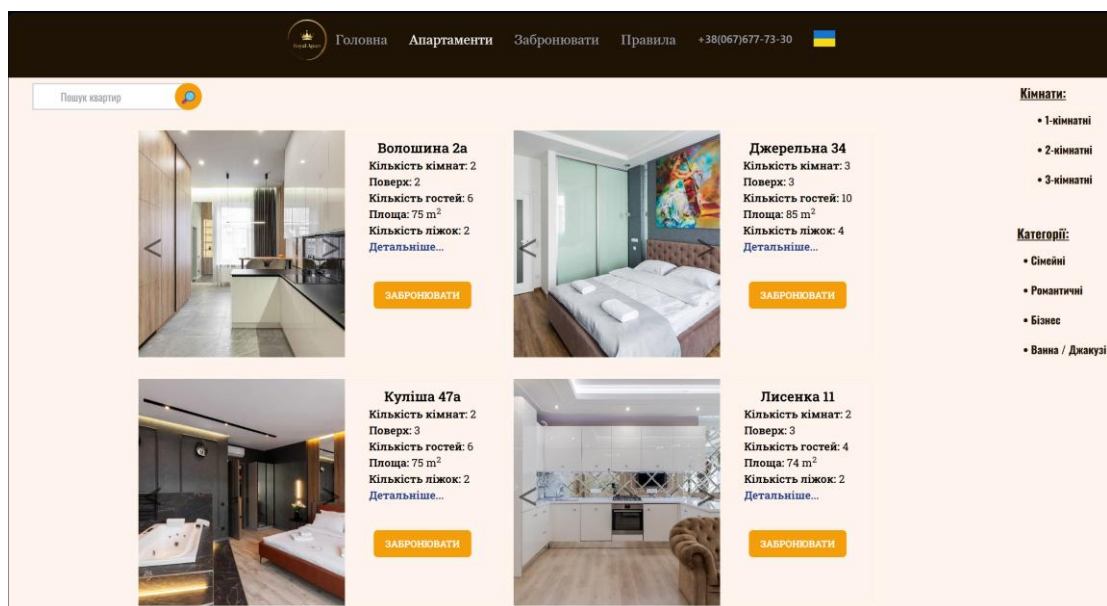 Royal Apart
Головна Апартаменти Забронювати Правила +38(067)677-73-30
Пошук квартир
Волошина 2а
Кількість кімнат: 2
Поверх: 2
Кількість гостей: 6
Площа: 75 m²
Кількість ліжок: 2
Детальніше...
ЗАБРОНЮВАТИ
Джерельна 34
Кількість кімнат: 3
Поверх: 3
Кількість гостей: 10
Площа: 85 m²
Кількість ліжок: 4
Детальніше...
ЗАБРОНЮВАТИ
Куліша 47а
Кількість кімнат: 2
Поверх: 3
Кількість гостей: 6
Площа: 75 m²
Кількість ліжок: 2
Детальніше...
ЗАБРОНЮВАТИ
Лисенка 11
Кількість кімнат: 2
Поверх: 3
Кількість гостей: 4
Площа: 74 m²
Кількість ліжок: 2
Детальніше...
ЗАБРОНЮВАТИ
Кімнати:
• 1-кімнатні
• 2-кімнатні
• 3-кімнатні
Категорії:
• Сімейні
• Романтичні
• Бізнес
• Ванна / Джакузі